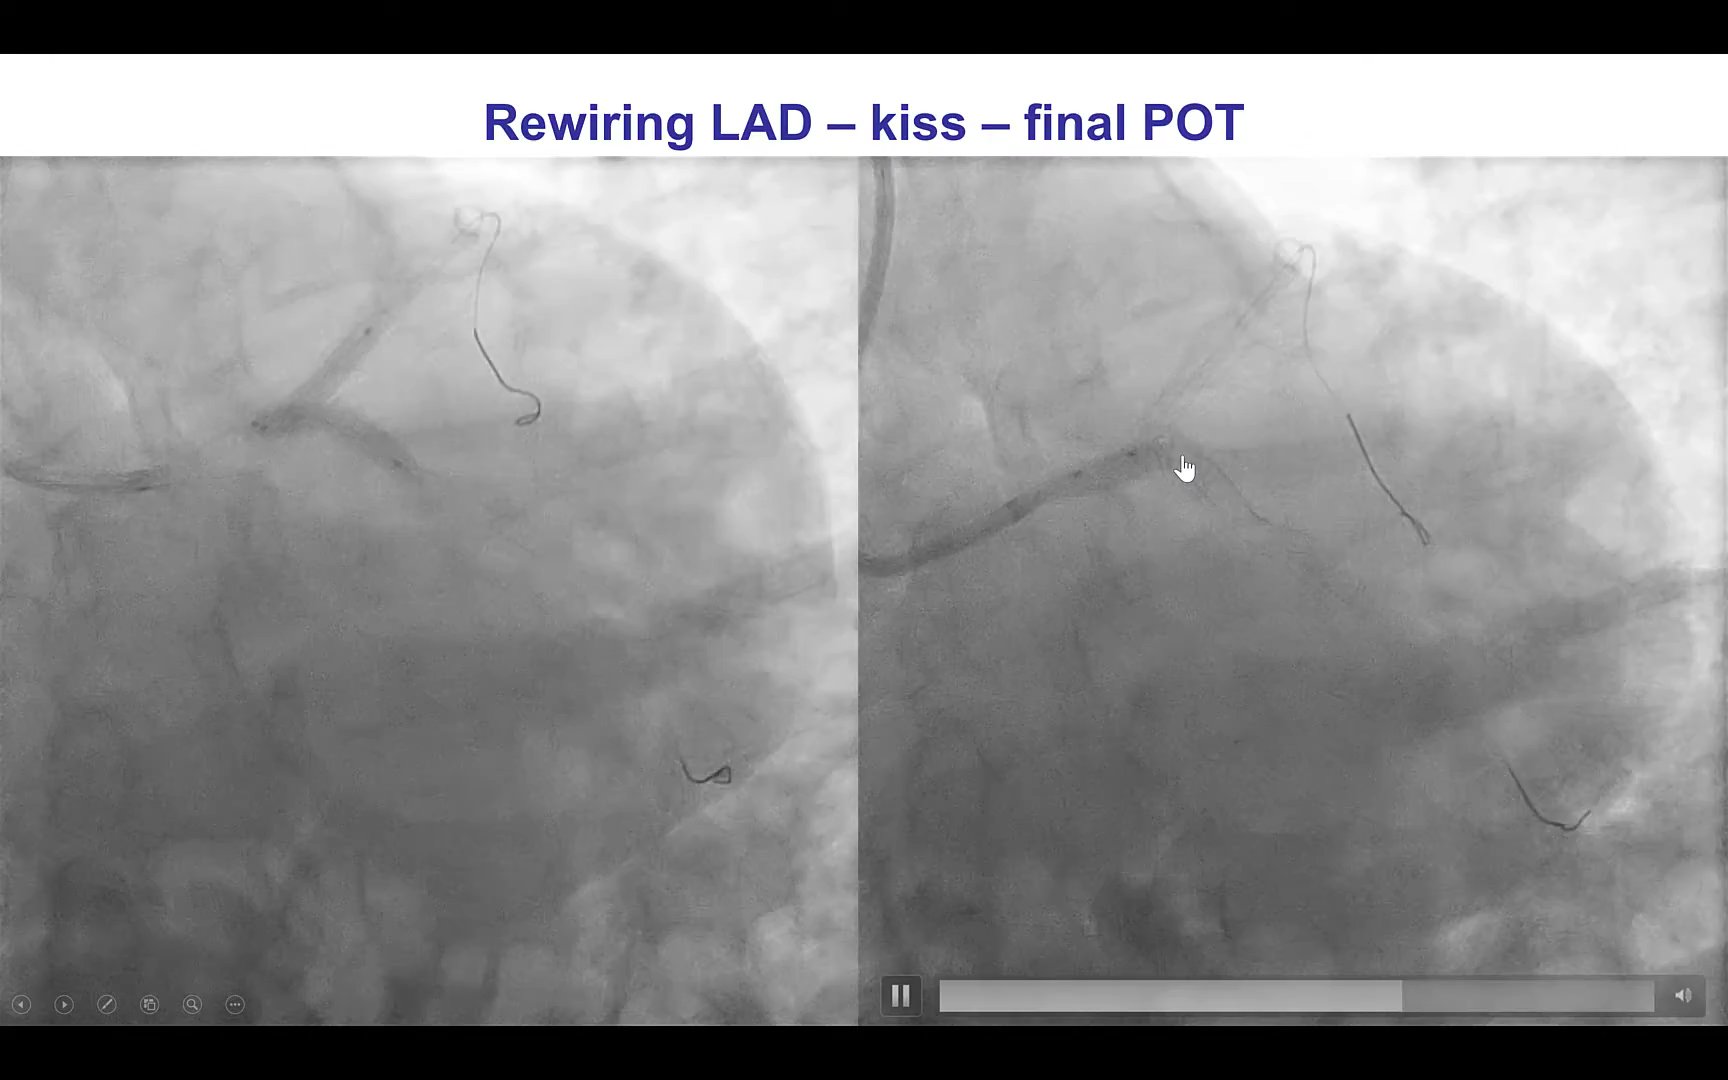 Rewiring LAD – kiss – final POT